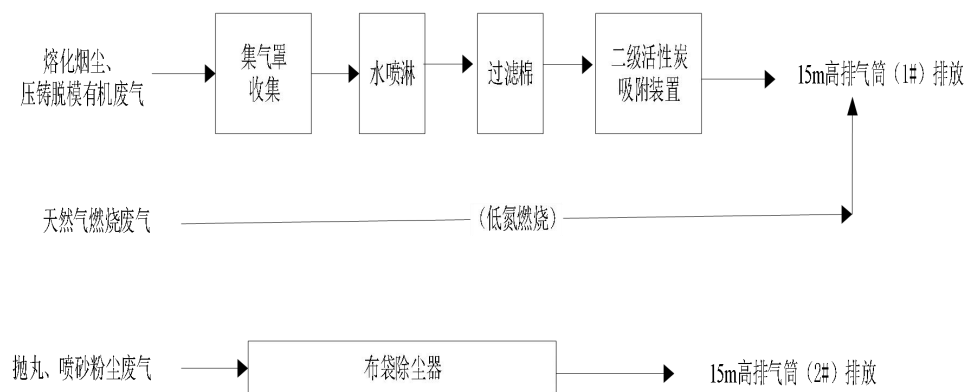 熔化烟尘、
压铸脱模有机废气
集气罩
收集
水喷淋
过滤棉
二级活性炭
吸附装置
15m高排气筒（1#）排放
天然气燃烧废气
（低氮燃烧）
抛丸、喷砂粉尘废气
布袋除尘器
15m高排气筒（2#）排放